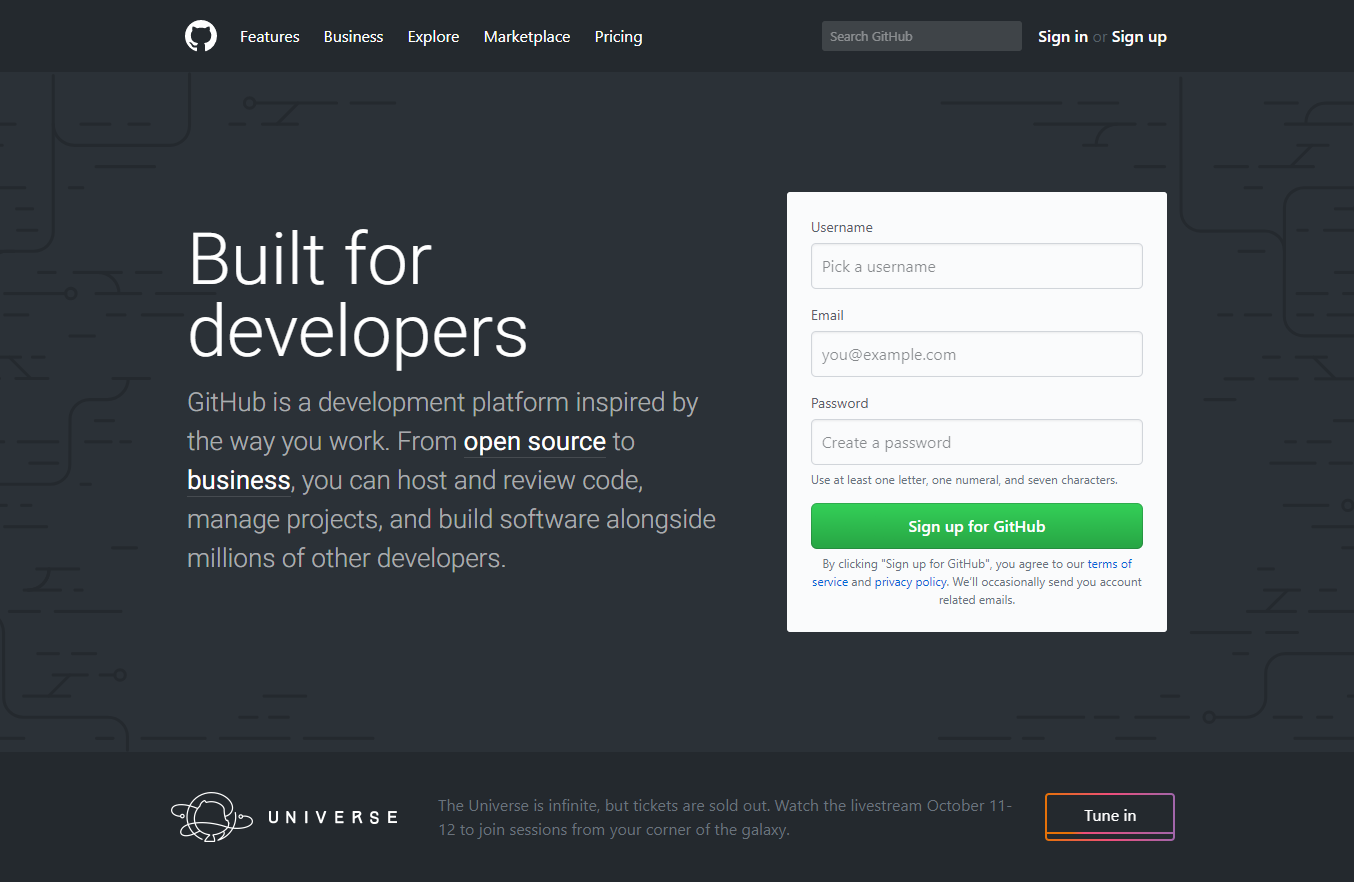 Features Business Explore Marketplace Pricing Search GitHub Sign in or Sign up
Built for
developers
GitHub is a development platform inspired by
the way you work. From open source to
business, you can host and review code,
manage projects, and build software alongside
millions of other developers.
Username
Pick a username
Email
you@example.com
Password
Create a password
Use at least one letter, one numeral, and seven characters.
Sign up for GitHub
By clicking "Sign up for GitHub", you agree to our terms of
service and privacy policy. We'll occasionally send you account
related emails.
UNIVERSE
The Universe is infinite, but tickets are sold out. Watch the livestream October 11-
12 to join sessions from your corner of the galaxy.
Tune in